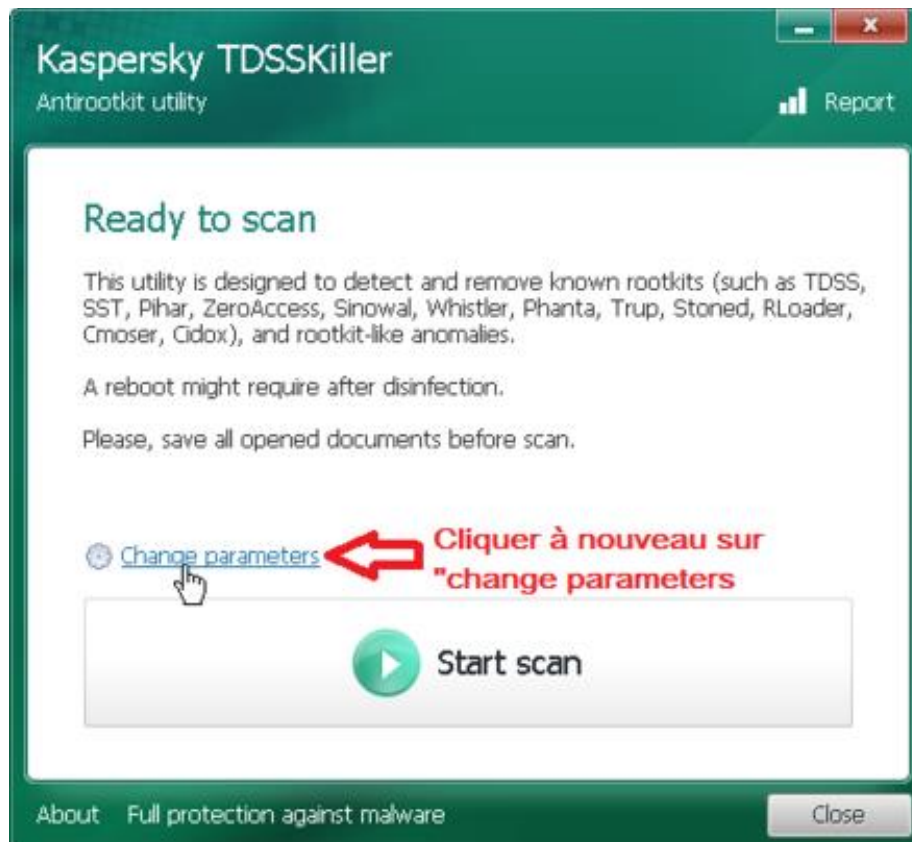 Kaspersky TDSSKiller
Antirootkit utility
Report
Ready to scan
This utility is designed to detect and remove known rootkits (such as TDSS,
SST, Pihar, ZeroAccess, Sinowal, Whistler, Phanta, Trup, Stoned, RLoader,
Cmoser, Cidox), and rootkit-like anomalies.
A reboot might require after disinfection.
Please, save all opened documents before scan.
Change parameters
Cliquer à nouveau sur
"change parameters
Start scan
About Full protection against malware
Close